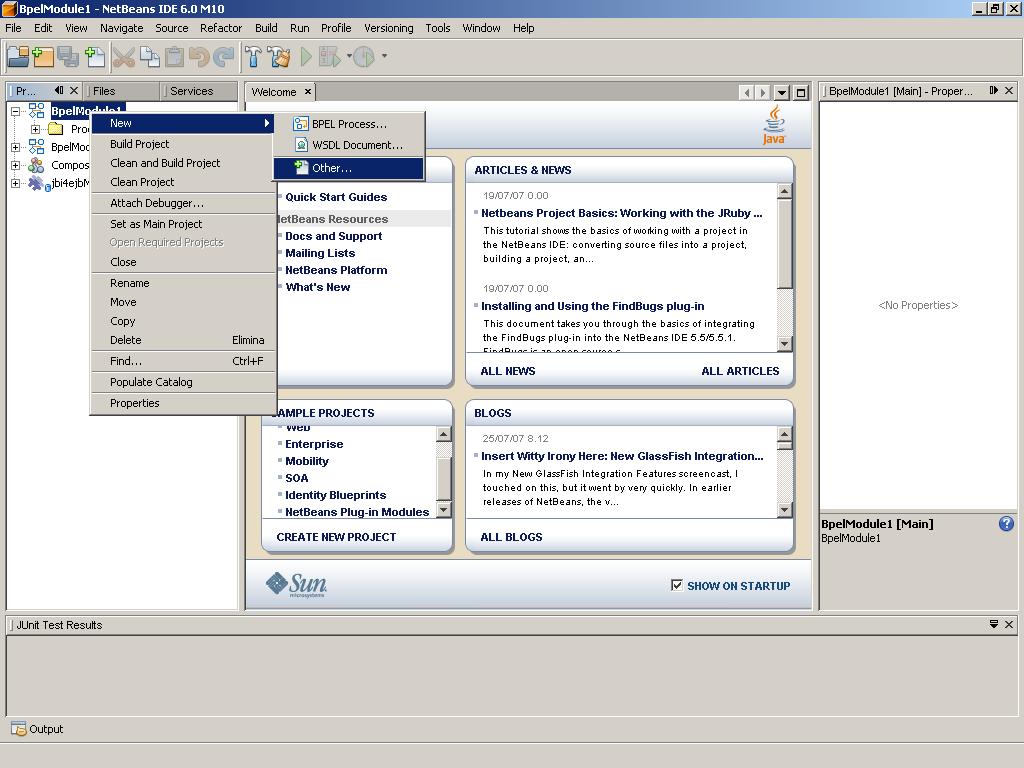 BpelModule1 - NetBeans IDE 6.0 M10
File Edit View Navigate Source Refactor Build Run Profile Versioning Tools Window Help
Pr... Files Services
BpelModule1
Proc
BpelMo
Compos
jbi4ejbM
New
Build Project
Clean and Build Project
Clean Project
Attach Debugger...
Set as Main Project
Open Required Projects
Close
Rename
Move
Copy
Delete Elimina
Find... Ctrl+F
Populate Catalog
Properties
BPEL Process...
WSDL Document...
Other...
Welcome
Java
Quick Start Guides
NetBeans Resources
Docs and Support
Mailing Lists
NetBeans Platform
What's New
ARTICLES & NEWS
19/07/07 0.00
Netbeans Project Basics: Working with the JRuby ...
This tutorial shows the basics of working with a project in
the NetBeans IDE: converting source files into a project,
building a project, an...
19/07/07 0.00
Installing and Using the FindBugs plug-in
This document takes you through the basics of integrating
the FindBugs plug-in into the NetBeans IDE 5.5/5.5.1.
FindBugs is an open source s...
ALL NEWS ALL ARTICLES
SAMPLE PROJECTS
Web
Enterprise
Mobility
SOA
Identity Blueprints
NetBeans Plug-in Modules
CREATE NEW PROJECT
BLOGS
25/07/07 8.12
Insert Witty Irony Here: New GlassFish Integration...
In my New GlassFish Integration Features screencast, I
touched on this, but it went by very quickly. In earlier
releases of NetBeans, the v...
ALL BLOGS
Sun
microsystems
SHOW ON STARTUP
BpelModule1 [Main] - Proper...
<No Properties>
BpelModule1 [Main]
BpelModule1
JUnit Test Results
Output